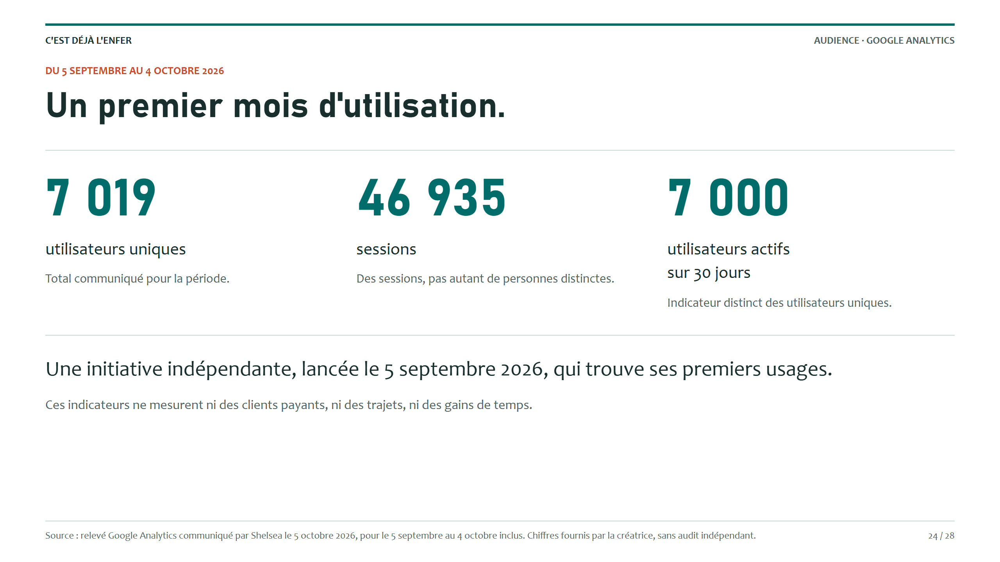 C'EST DÉJÀ L'ENFER
AUDIENCE · GOOGLE ANALYTICS
DU 5 SEPTEMBRE AU 4 OCTOBRE 2026
Un premier mois d'utilisation.
7 019
utilisateurs uniques
Total communiqué pour la période.
46 935
sessions
Des sessions, pas autant de personnes distinctes.
7 000
utilisateurs actifs
sur 30 jours
Indicateur distinct des utilisateurs uniques.
Une initiative indépendante, lancée le 5 septembre 2026, qui trouve ses premiers usages.
Ces indicateurs ne mesurent ni des clients payants, ni des trajets, ni des gains de temps.
Source : relevé Google Analytics communiqué par Shelsea le 5 octobre 2026, pour le 5 septembre au 4 octobre inclus. Chiffres fournis par la créatrice, sans audit indépendant.
24 / 28